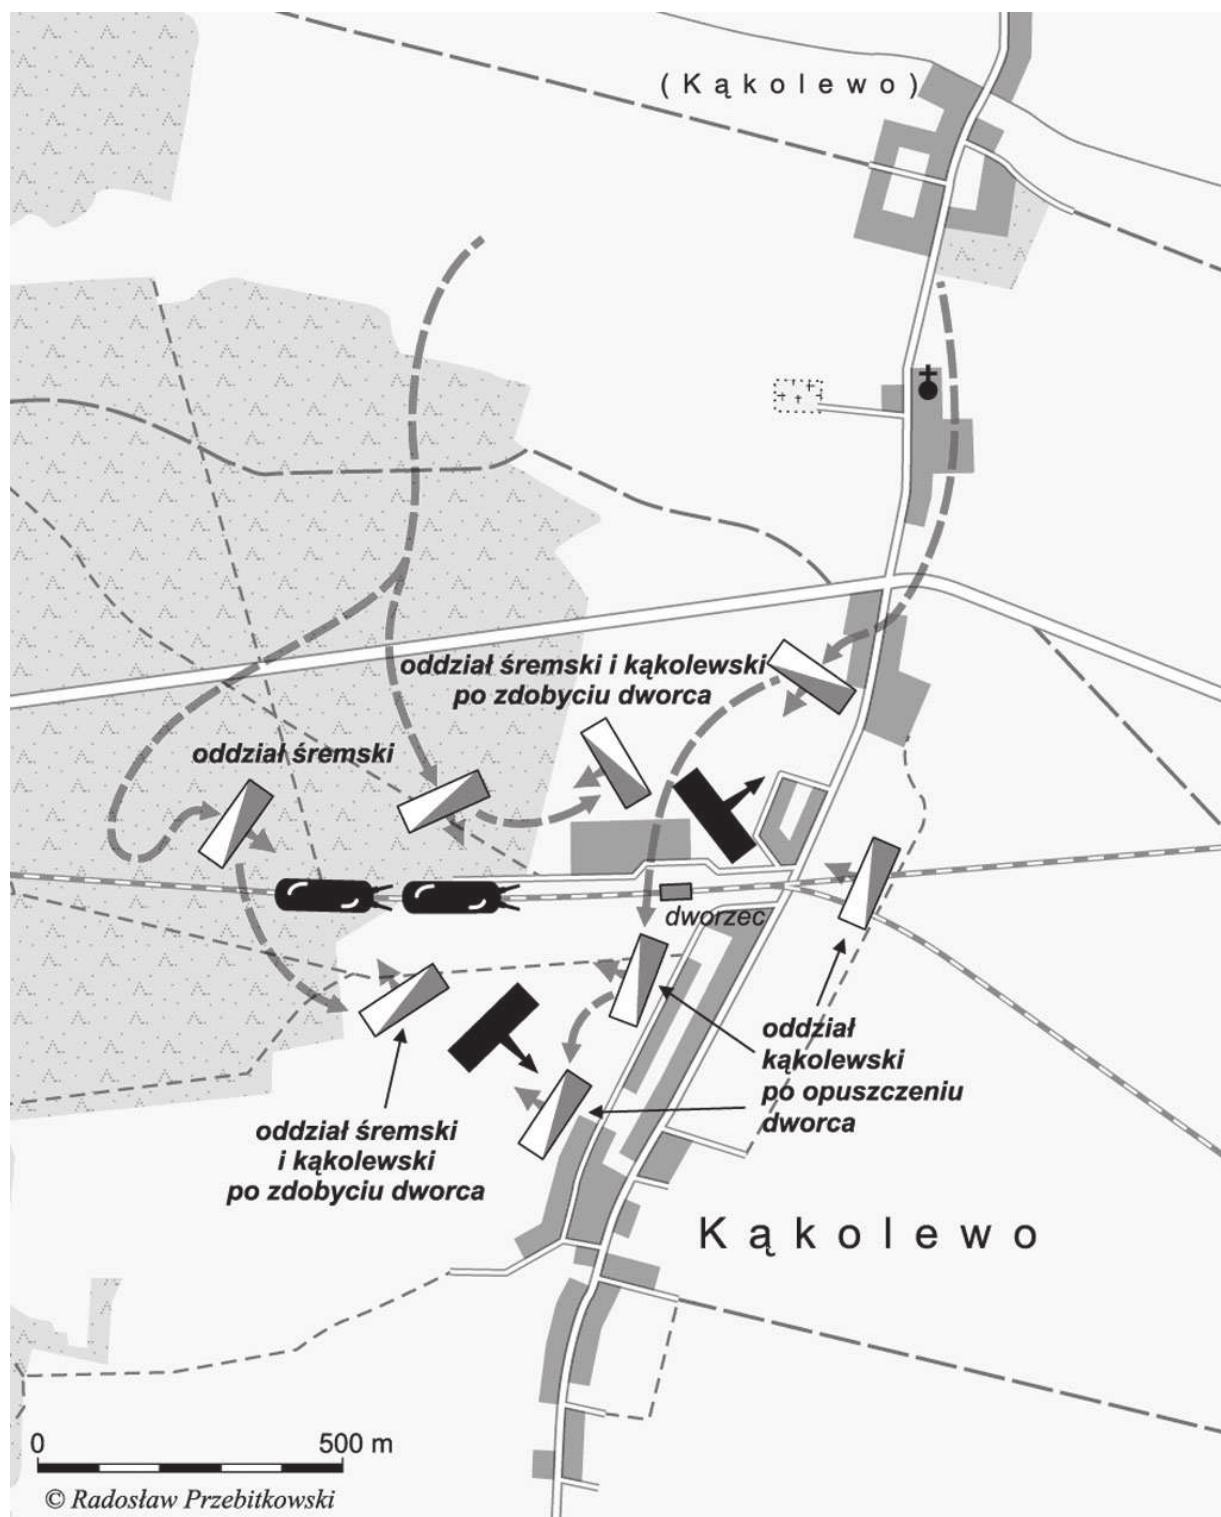 (Kąkolewo)
oddział śremski i kąkolewski
po zdobyciu dworca
oddział śremski
dworzec
oddział
kąkolewski
po opuszczeniu
dworca
oddział śremski
i kąkolewski
po zdobyciu dworca
Kąkolewo
0 500 m
© Radosław Przebitkowski